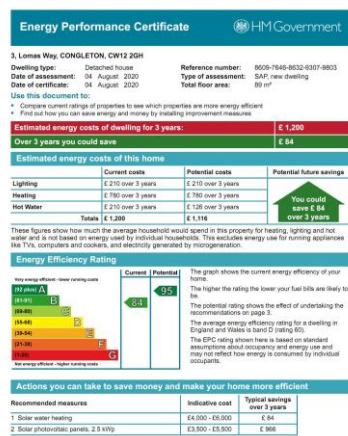 Energy Performance Certificate
HM Government
3, Lomas Way, CONGLETON, CW12 2GH
Dwelling type: Detached house
Reference number: 8609-7646-8632-9307-9803
Date of assessment: 04 August 2020
Type of assessment: SAP, new dwelling
Date of certificate: 04 August 2020
Total floor area: 89 m²
Use this document to:
• Compare current ratings of properties to see which properties are more energy efficient
• Find out how you can save energy and money by installing improvement measures
Estimated energy costs of dwelling for 3 years: £ 1,200
Over 3 years you could save £ 84
Estimated energy costs of this home
Current costs Potential costs Potential future savings
Lighting £ 210 over 3 years £ 210 over 3 years
Heating £ 780 over 3 years £ 780 over 3 years
Hot Water £ 210 over 3 years £ 126 over 3 years
Totals £ 1,200 £ 1,116
You could
save £ 84
over 3 years
These figures show how much the average household would spend in this property for heating, lighting and hot
water and is not based on energy used by individual households. This excludes energy use for running appliances
like TVs, computers and cookers, and electricity generated by microgeneration.
Energy Efficiency Rating
Current Potential
Very energy efficient - lower running costs
(92 plus) A
(81-91) B
(69-80) C
(55-68) D
(39-54) E
(21-38) F
(1-20) G
Not energy efficient - higher running costs
84
95
The graph shows the current energy efficiency of your
home.
The higher the rating the lower your fuel bills are likely to
be.
The potential rating shows the effect of undertaking the
recommendations on page 3.
The average energy efficiency rating for a dwelling in
England and Wales is band D (rating 60).
The EPC rating shown here is based on standard
assumptions about occupancy and energy use and
may not reflect how energy is consumed by individual
occupants.
Actions you can take to save money and make your home more efficient
Recommended measures Indicative cost Typical savings
over 3 years
1 Solar water heating £4,000 - £6,000 £ 84
2 Solar photovoltaic panels, 2.5 kWp £3,500 - £5,500 £ 966